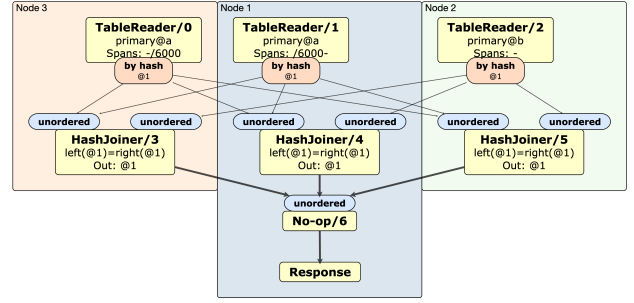 Node 3
Node 1
Node 2
TableReader/0
primary@a
Spans: -/6000
by hash
@1
TableReader/1
primary@a
Spans: /6000-
by hash
@1
TableReader/2
primary@b
Spans: -
by hash
@1
unordered
unordered
HashJoiner/3
left(@1)=right(@1)
Out: @1
unordered
unordered
HashJoiner/4
left(@1)=right(@1)
Out: @1
unordered
unordered
HashJoiner/5
left(@1)=right(@1)
Out: @1
unordered
No-op/6
Response